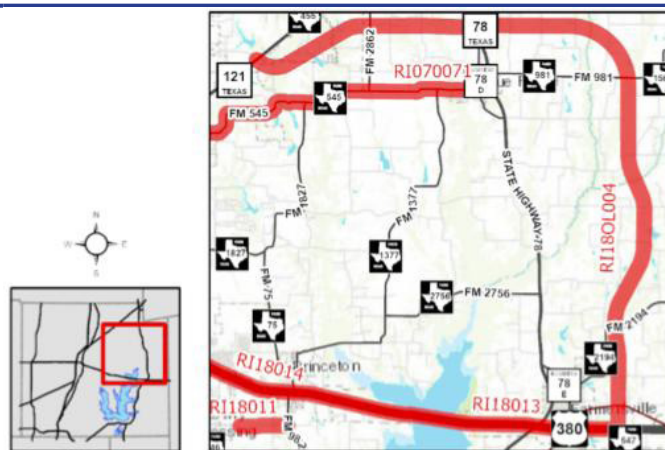 455
FM 2862
78
TEXAS
121
TEXAS
RI070071
78
D
981
FM 981
FM 545
545
FM 1827
FM 1377
STATE HIGHWAY 78
RI18OL004
N
W
E
S
1827
1377
FM 75
2756
FM 2756
75
FM 2194
2194
RI18014
rinceton
RI18011
RI18013
78
E
380
547